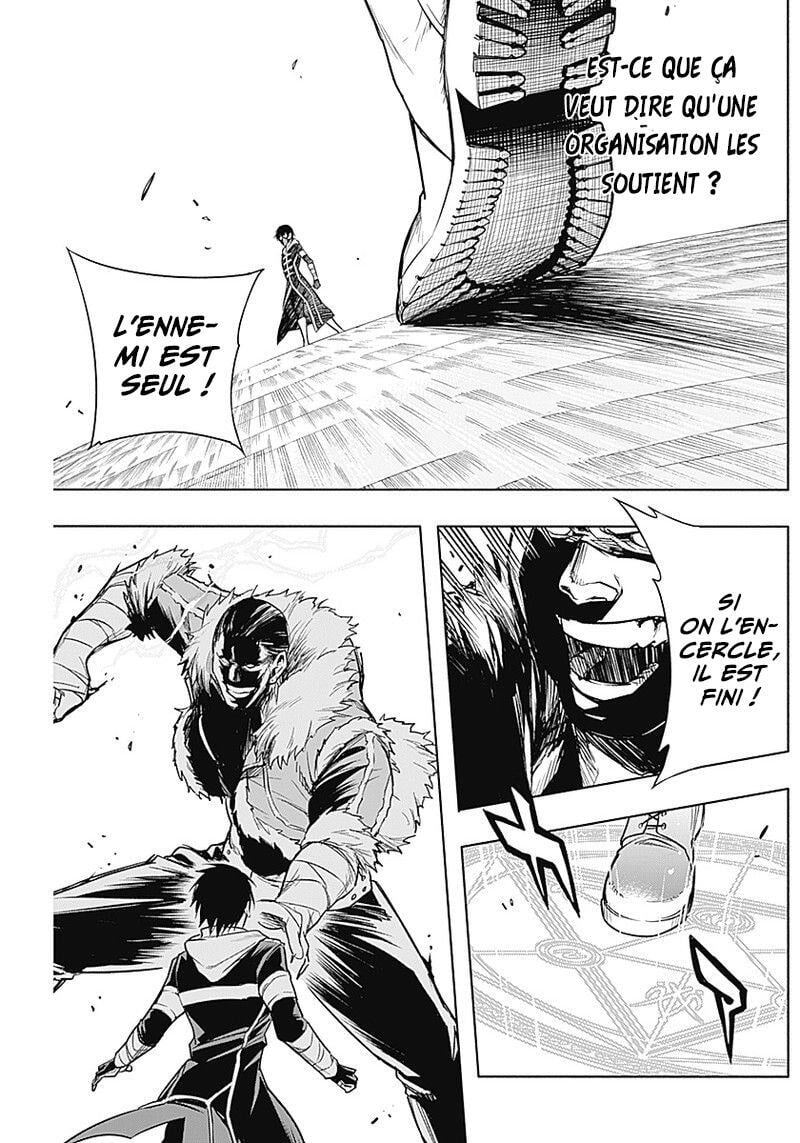 EST-CE QUE ÇA
VEUT DIRE QU'UNE
ORGANISATION LES
SOUTIENT ?
L'ENNE-
MI EST
SEUL !
SI
ON L'EN-
CERCLE,
IL EST
FINI !